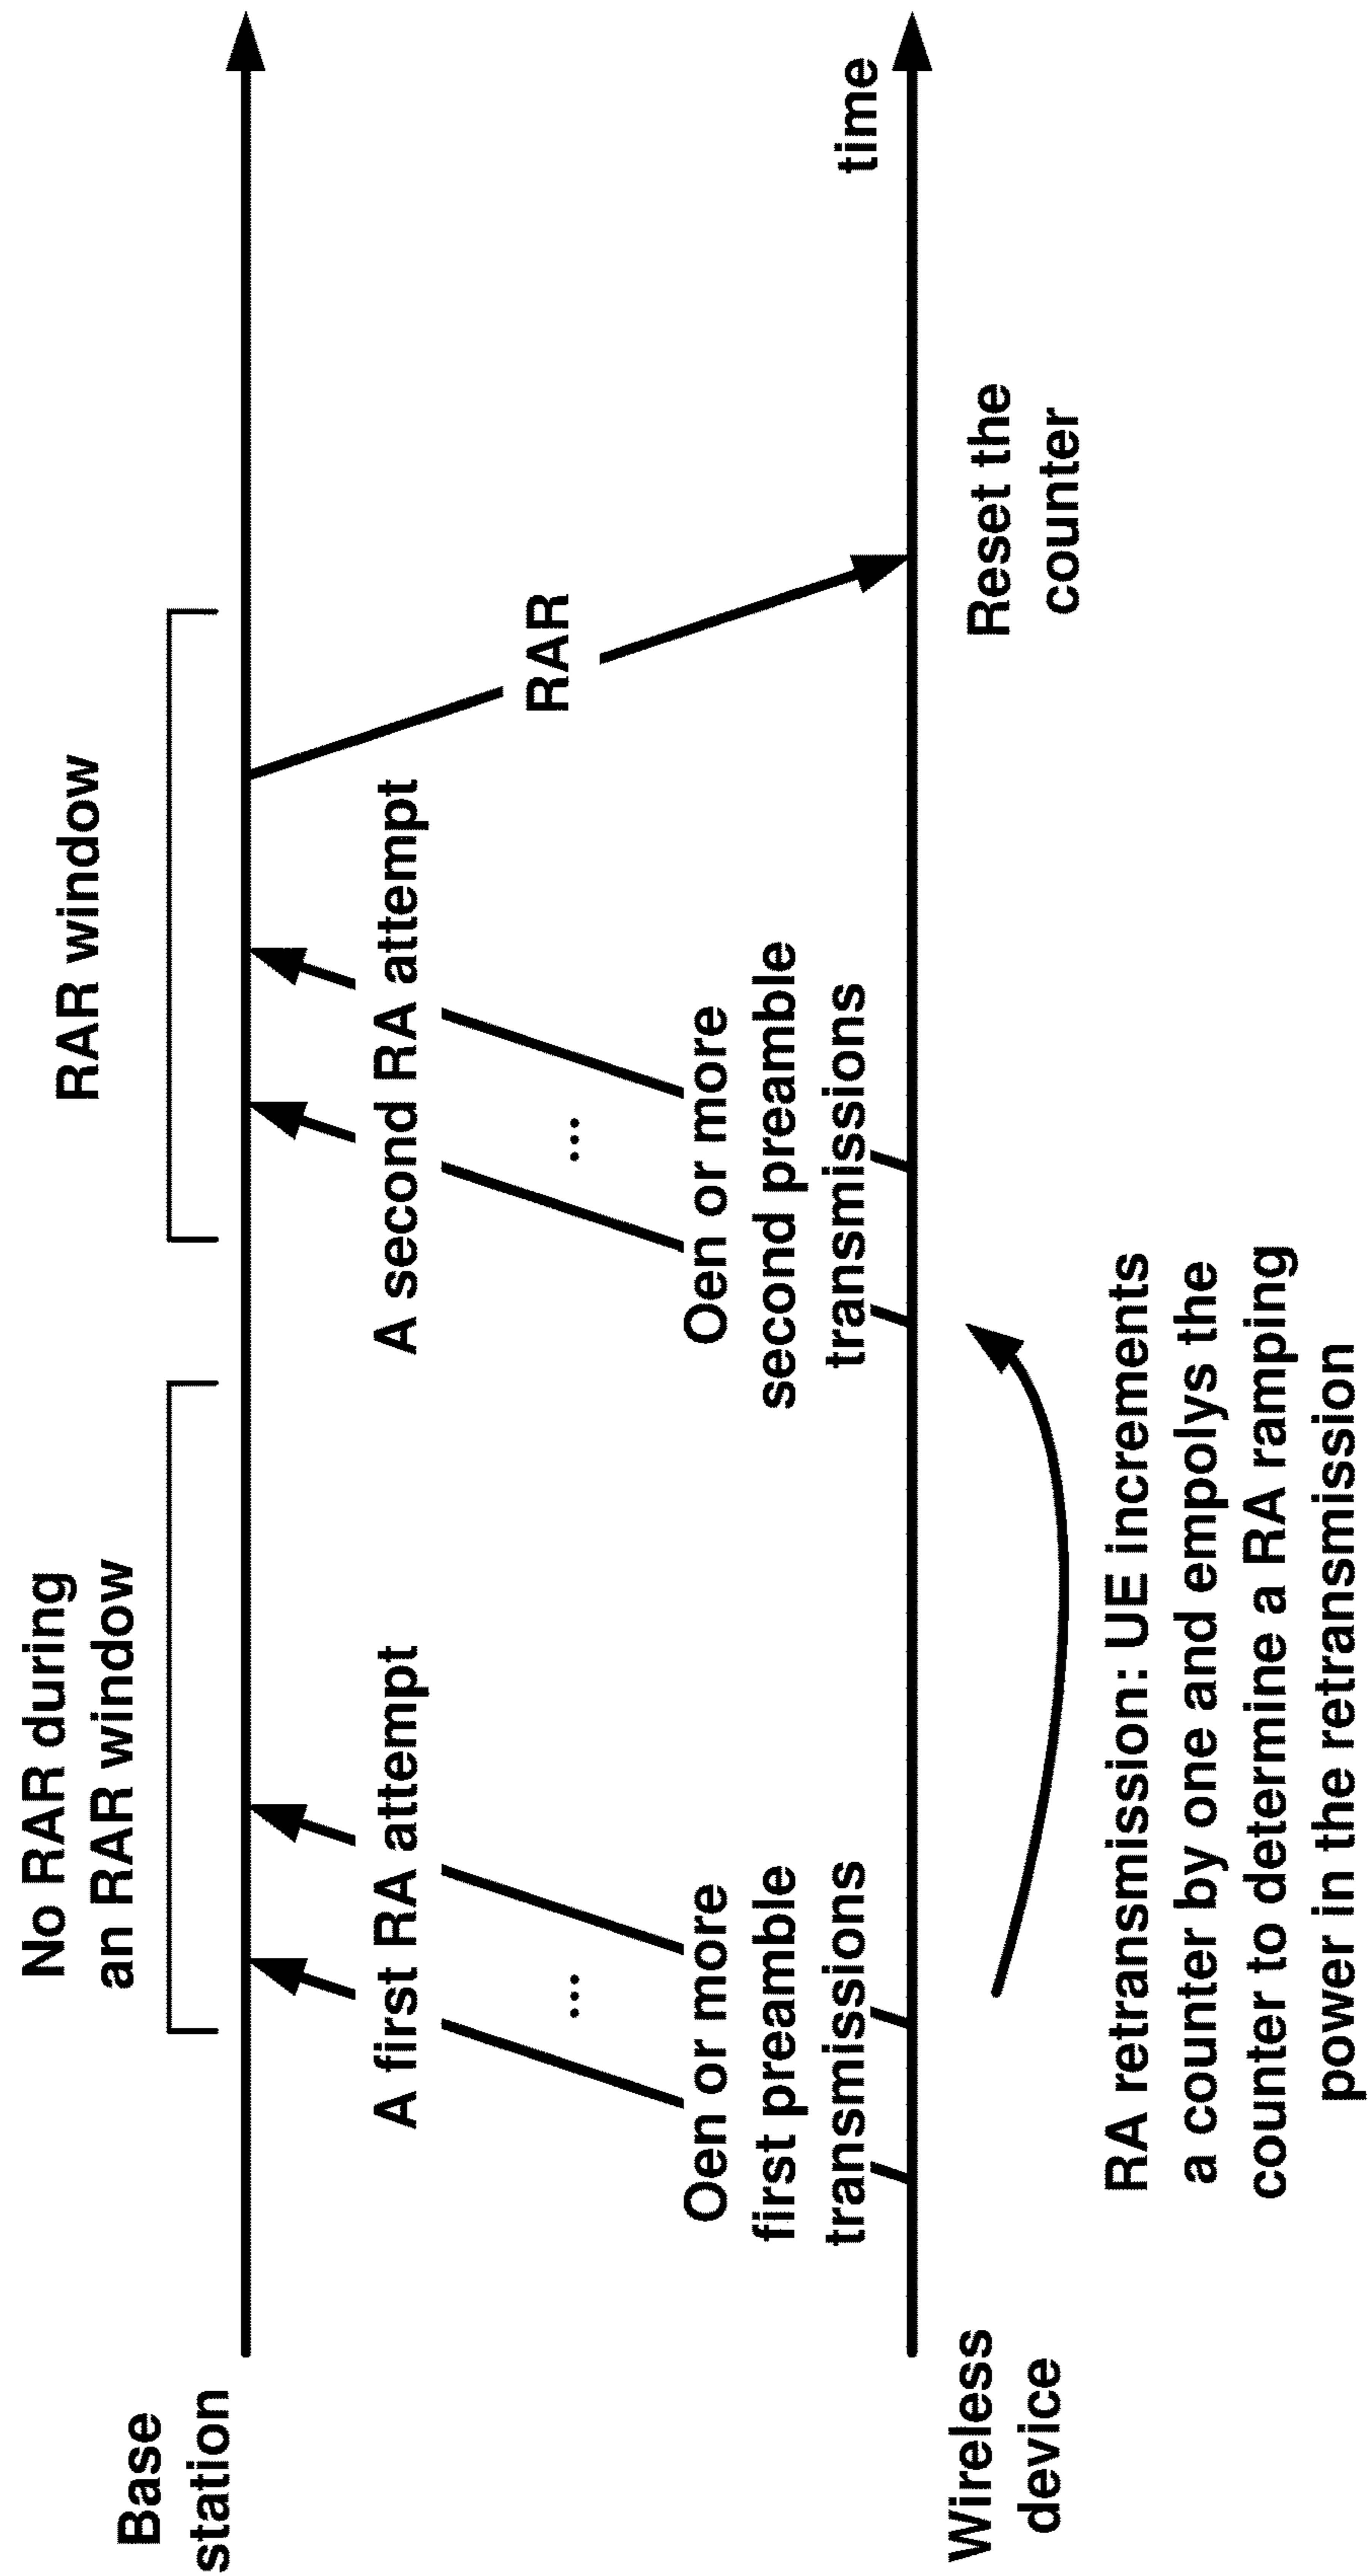 Base
station
No RAR during
an RAR window
RAR window
A first RA attempt
...
Oen or more
first preamble
transmissions
A second RA attempt
...
Oen or more
second preamble
transmissions
RAR
time
Wireless
device
RA retransmission: UE increments
a counter by one and empolys the
counter to determine a RA ramping
power in the retransmission
Reset the
counter